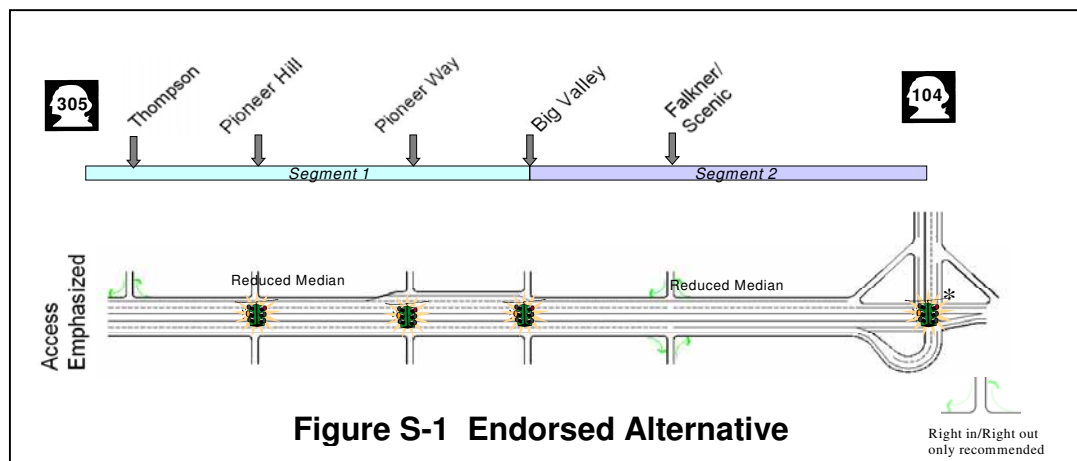 305
Thompson
Pioneer Hill
Pioneer Way
Big Valley
Falkner/
Scenic
104
Segment 1
Segment 2
Access
Emphasized
Reduced Median
Reduced Median
*
Figure S-1 Endorsed Alternative
Right in/Right out
only recommended